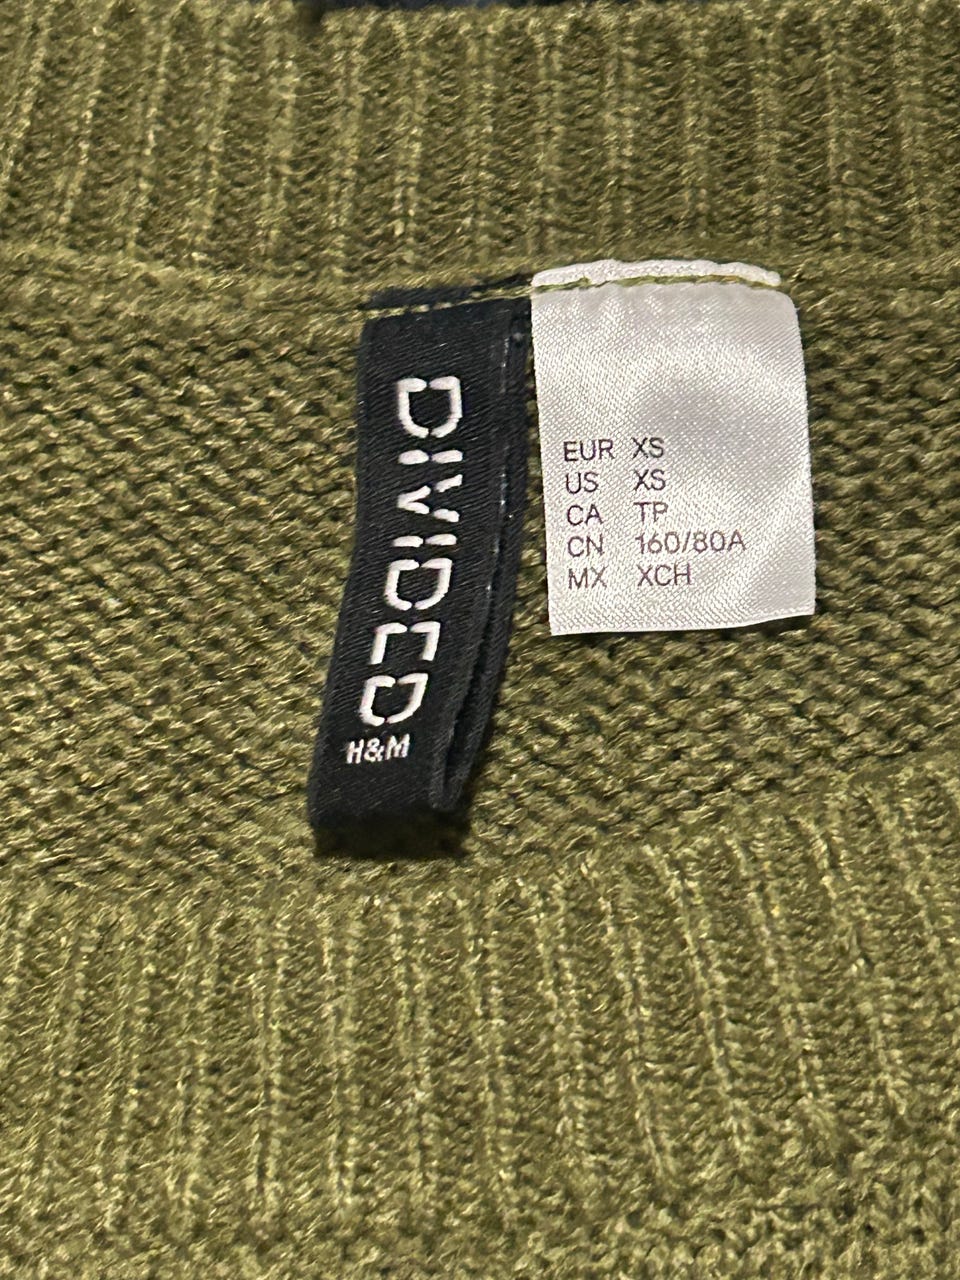 DIVIDED
H&M
EUR XS
US XS
CA TP
CN 160/80A
MX XCH